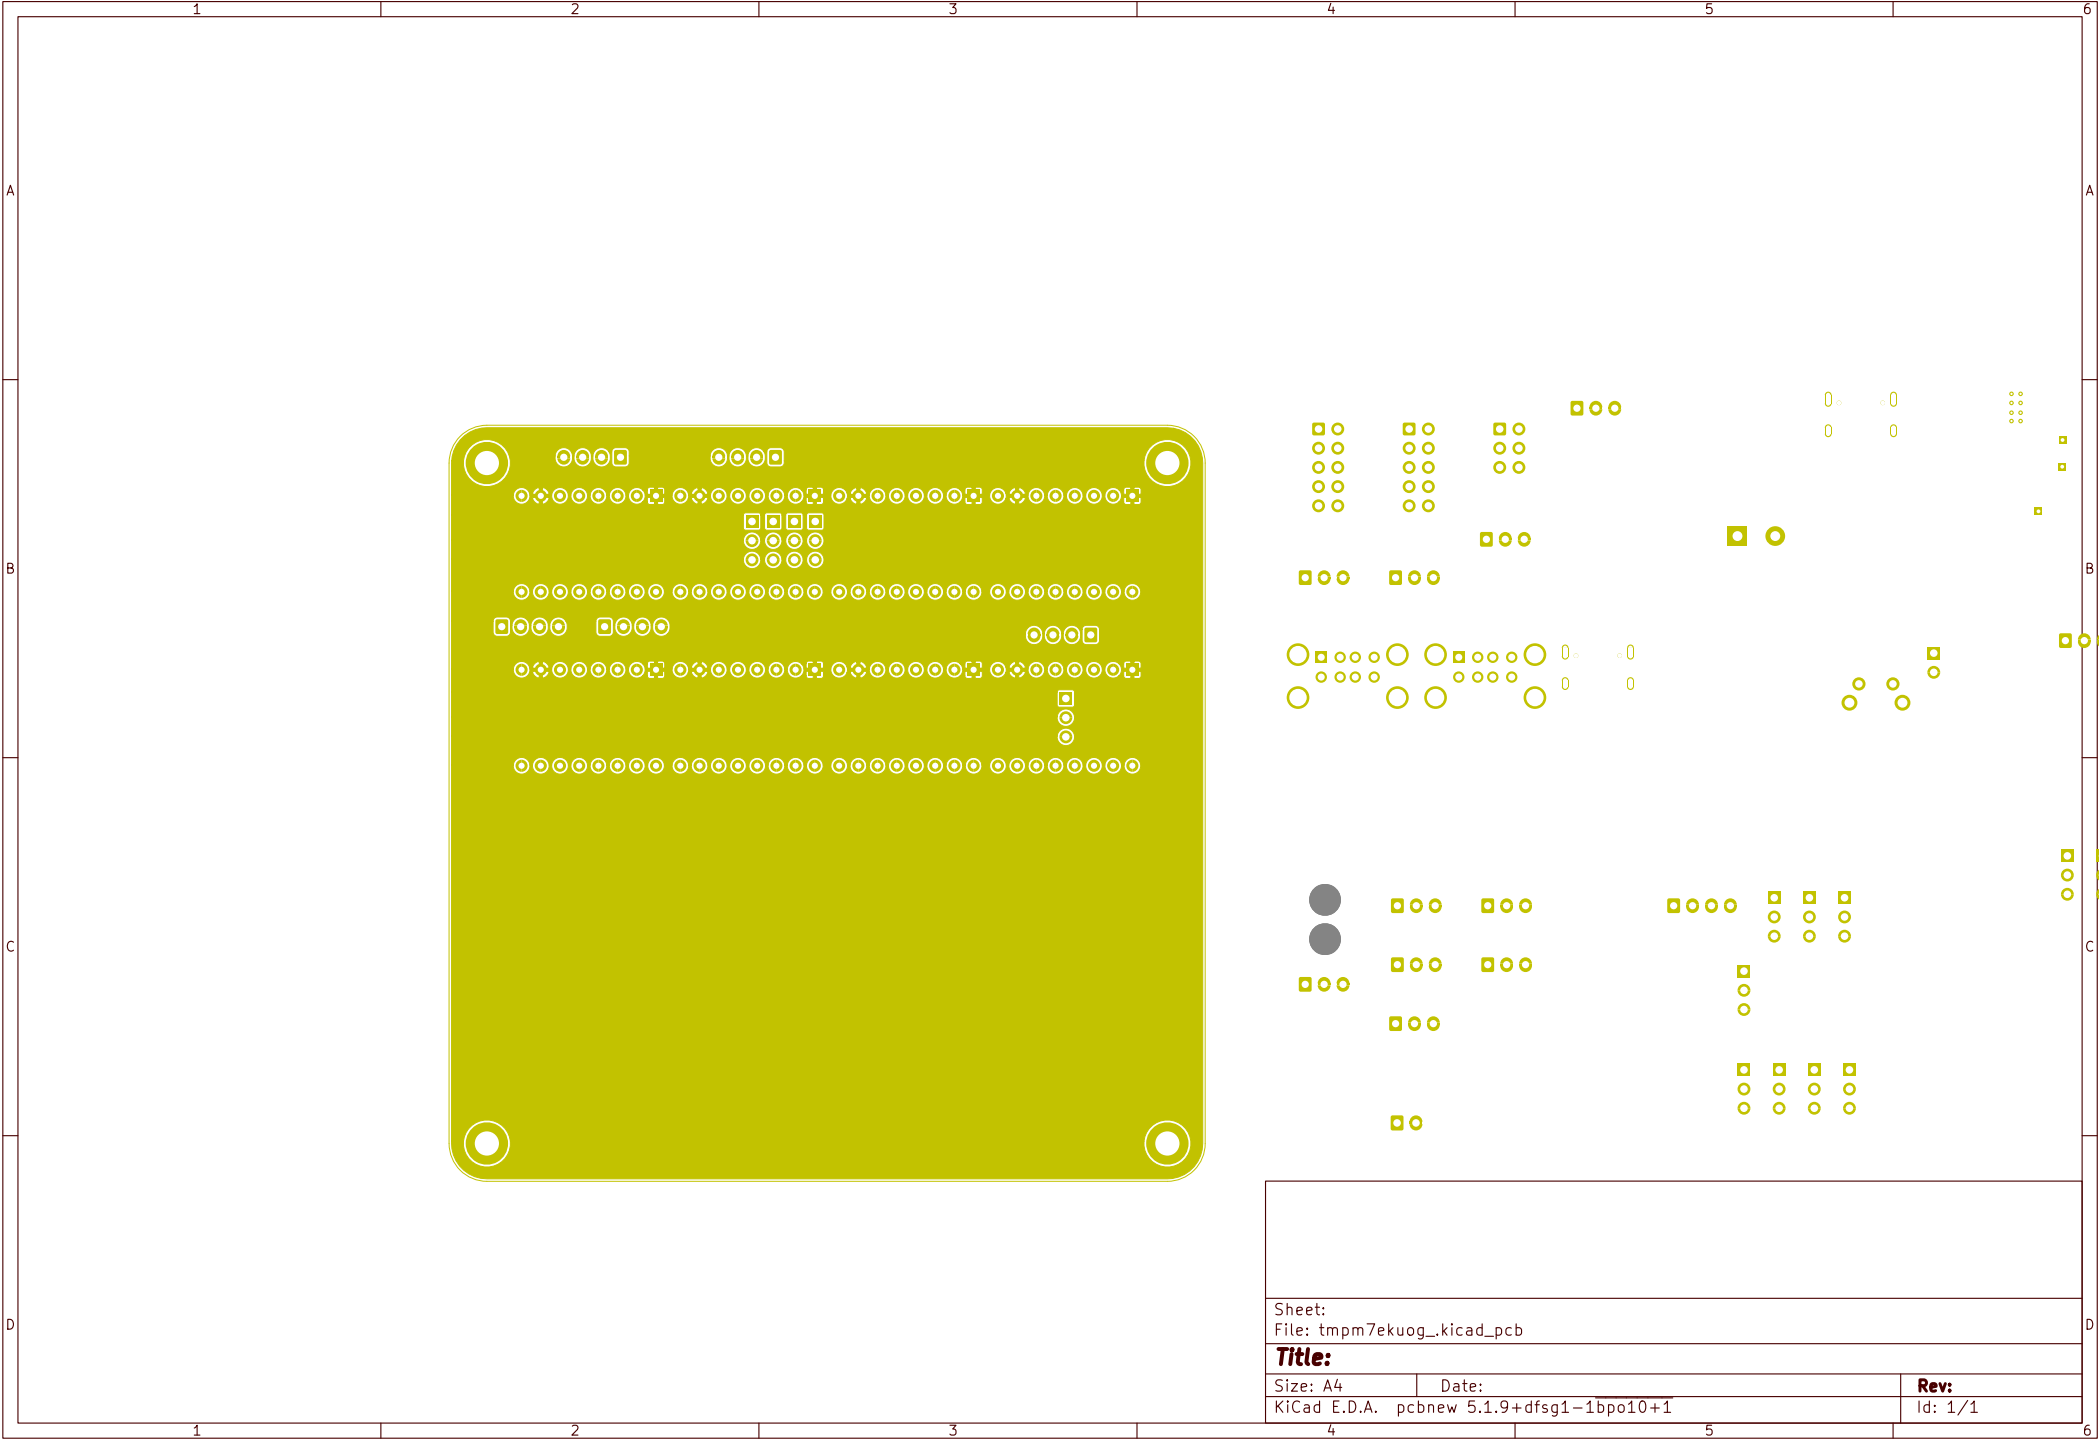 1 2 3 4 5 6
A A
B B
C C
D D
Sheet:
File: tmpm7ekuog_.kicad_pcb
Title:
Size: A4 Date: Rev:
KiCad E.D.A. pcbnew 5.1.9+dfsg1-1bpo10+1 Id: 1/1
1 2 3 4 5 6